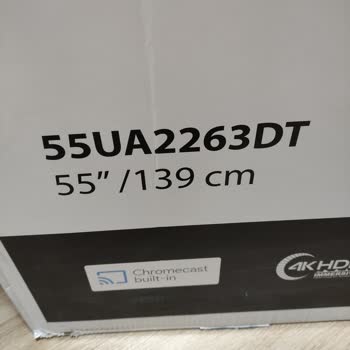 55UA2263DT
55" /139 cm
Chromecast
built-in
4K HD